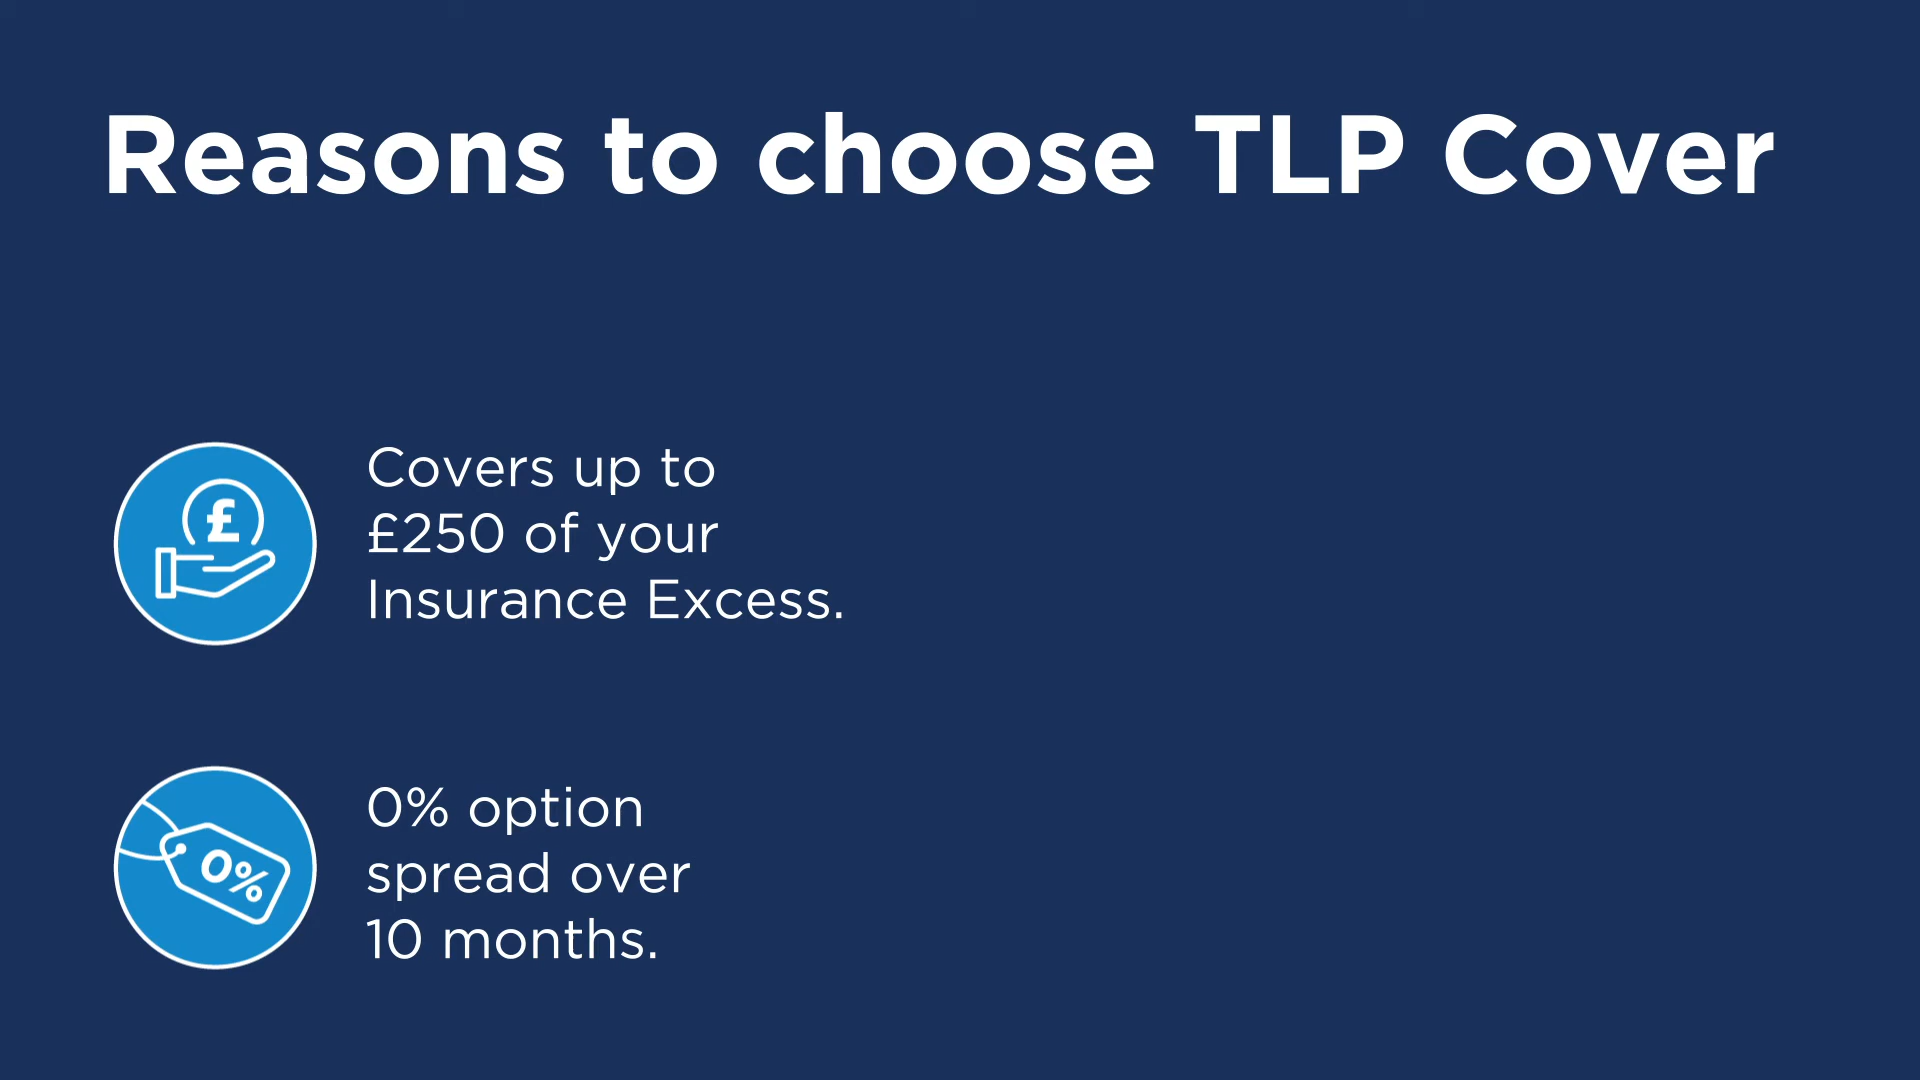 Reasons to choose TLP Cover
£
Covers up to
£250 of your
Insurance Excess.
0%
0% option
spread over
10 months.